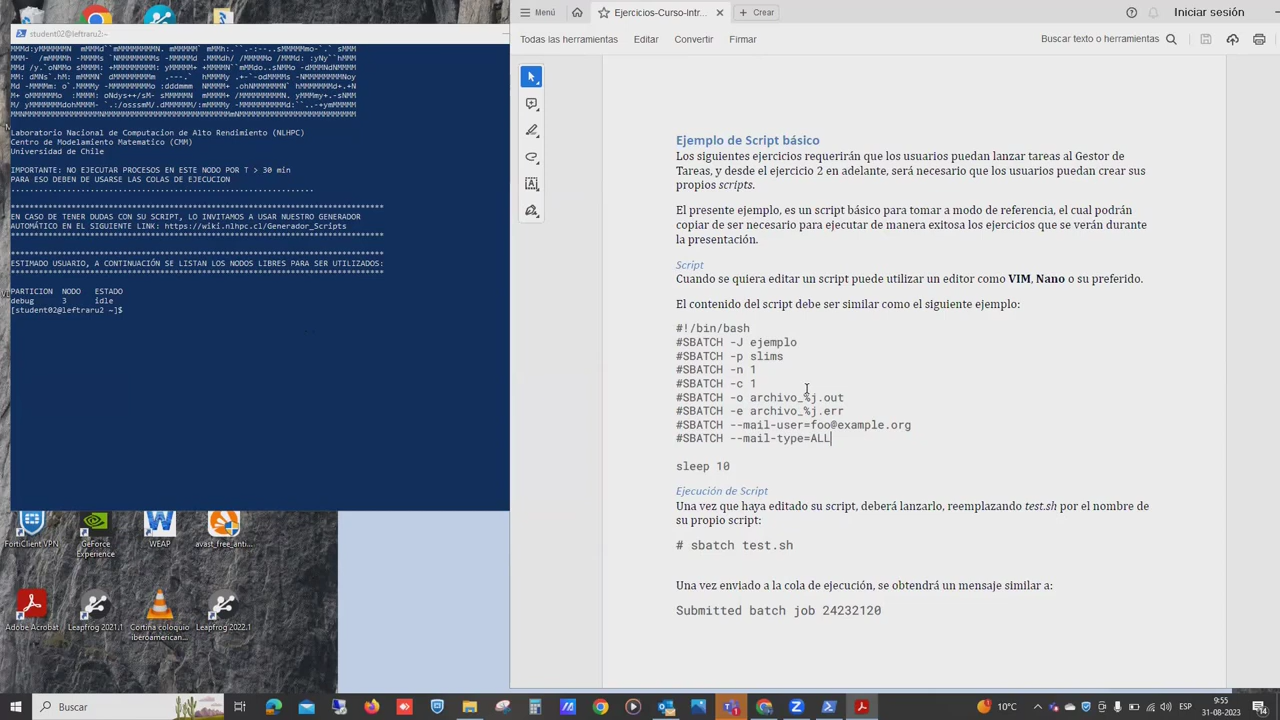 student02@leftraru2:~
Laboratorio Nacional de Computacion de Alto Rendimiento (NLHPC)
Centro de Modelamiento Matematico (CMM)
Universidad de Chile
IMPORTANTE: NO EJECUTAR PROCESOS EN ESTE NODO POR T > 30 min
PARA ESO DEBEN DE USARSE LAS COLAS DE EJECUCION
EN CASO DE TENER DUDAS CON SU SCRIPT, LO INVITAMOS A USAR NUESTRO GENERADOR
AUTOMÁTICO EN EL SIGUIENTE LINK: https://wiki.nlhpc.cl/Generador_Scripts
ESTIMADO USUARIO, A CONTINUACIÓN SE LISTAN LOS NODOS LIBRES PARA SER UTILIZADOS:
PARTICION NODO ESTADO
debug 3 idle
[student02@leftraru2 ~]$
FortiClient VPN
GeForce Experience
WEAP
avast_free_anti...
Adobe Acrobat
Leapfrog 2021.1
Cortina coloquio iberoamerican...
Leapfrog 2022.1
Menú
Ejercicios-Curso-Intr...
Crear
Iniciar sesión
Todas las herramientas Editar Convertir Firmar
Buscar texto o herramientas
Ejemplo de Script básico
Los siguientes ejercicios requerirán que los usuarios puedan lanzar tareas al Gestor de
Tareas, y desde el ejercicio 2 en adelante, será necesario que los usuarios puedan crear sus
propios scripts.
El presente ejemplo, es un script básico para tomar a modo de referencia, el cual podrán
copiar de ser necesario para ejecutar de manera exitosa los ejercicios que se verán durante
la presentación.
Script
Cuando se quiera editar un script puede utilizar un editor como VIM, Nano o su preferido.
El contenido del script debe ser similar como el siguiente ejemplo:
#!/bin/bash
#SBATCH -J ejemplo
#SBATCH -p slims
#SBATCH -n 1
#SBATCH -c 1
#SBATCH -o archivo_%j.out
#SBATCH -e archivo_%j.err
#SBATCH --mail-user=foo@example.org
#SBATCH --mail-type=ALL
sleep 10
Ejecución de Script
Una vez que haya editado su script, deberá lanzarlo, reemplazando test.sh por el nombre de
su propio script:
# sbatch test.sh
Una vez enviado a la cola de ejecución, se obtendrá un mensaje similar a:
Submitted batch job 24232120
Buscar
10°C
ESP
9:55
31-08-2023